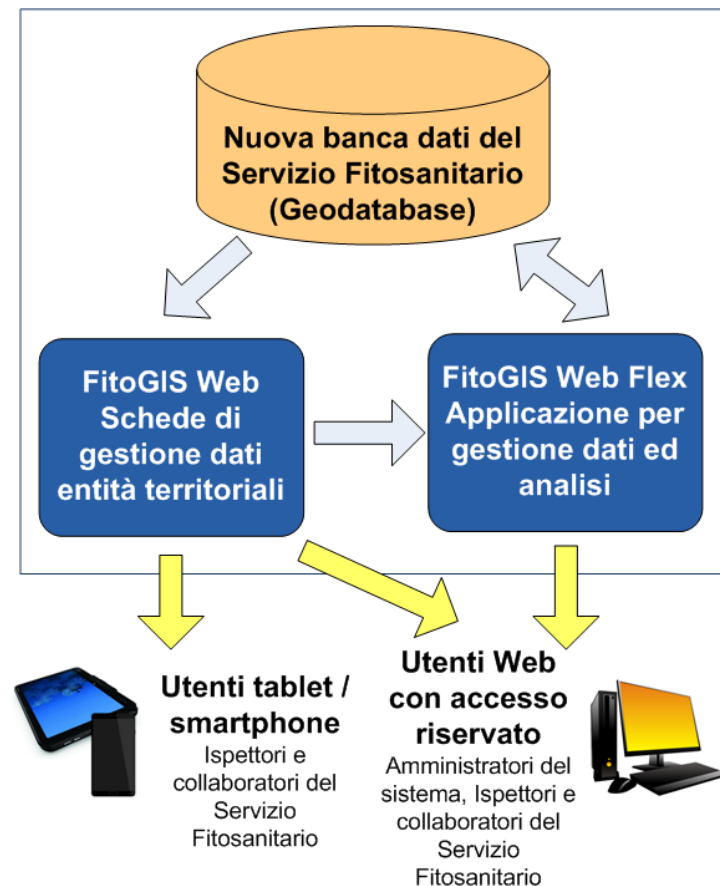 Nuova banca dati del
Servizio Fitosanitario
(Geodatabase)
FitoGIS Web
Schede di
gestione dati
entità territoriali
FitoGIS Web Flex
Applicazione per
gestione dati ed
analisi
Utenti tablet /
smartphone
Ispettori e
collaboratori del
Servizio
Fitosanitario
Utenti Web
con accesso
riservato
Amministratori del
sistema, Ispettori e
collaboratori del
Servizio
Fitosanitario